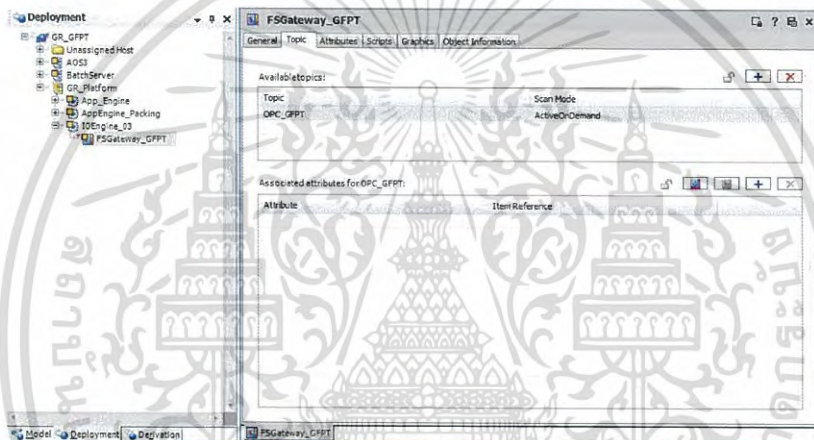 Deployment
GR_GFPT
Unassigned Host
AOS3
BatchServer
GR_Platform
App_Engine
AppEngine_Packing
IOEngine_03
FSGateway_GFPT
Model
Deployment
Derivation
FSGateway_GFPT
General
Topic
Attributes
Scripts
Graphics
Object Information
Available topics:
Topic
Scan Mode
OPC_GFPT
ActiveOnDemand
Associated attributes for OPC_GFPT:
Attribute
Item Reference
FSGateway_GFPT